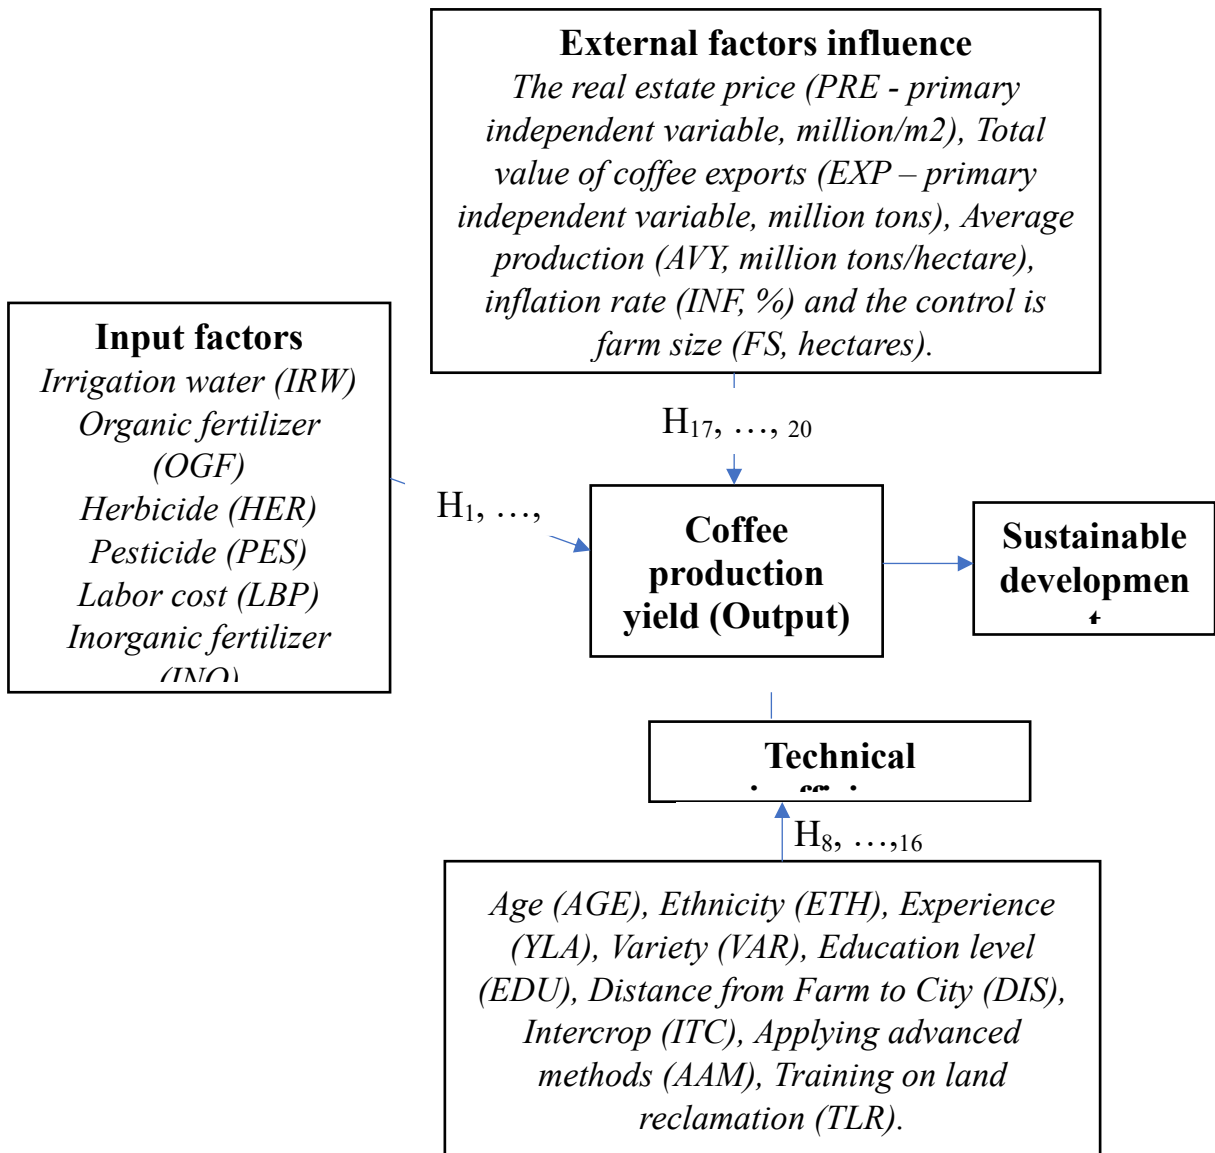 External factors influence
The real estate price (PRE - primary
independent variable, million/m2), Total
value of coffee exports (EXP – primary
independent variable, million tons), Average
production (AVY, million tons/hectare),
inflation rate (INF, %) and the control is
farm size (FS, hectares).
Input factors
Irrigation water (IRW)
Organic fertilizer
(OGF)
Herbicide (HER)
Pesticide (PES)
Labor cost (LBP)
Inorganic fertilizer
(INO)
H17, …, 20
H1, …,
Coffee
production
yield (Output)
Sustainable
developmen
t
Technical
H8, …,16
Age (AGE), Ethnicity (ETH), Experience
(YLA), Variety (VAR), Education level
(EDU), Distance from Farm to City (DIS),
Intercrop (ITC), Applying advanced
methods (AAM), Training on land
reclamation (TLR).